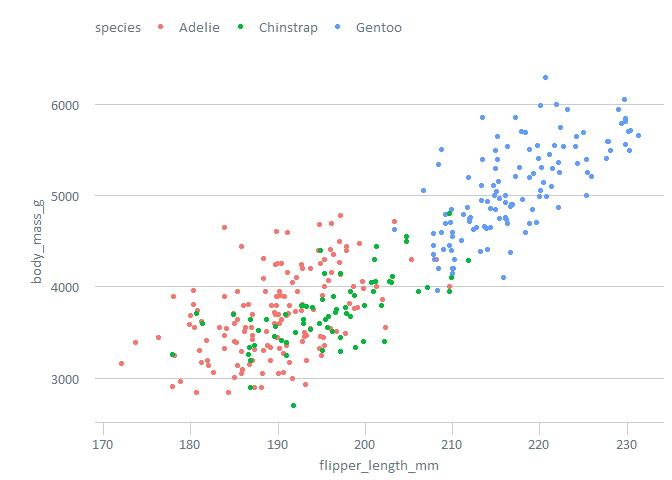 species Adelie Chinstrap Gentoo
6000
5000
4000
3000
body_mass_g
170 180 190 200 210 220 230
flipper_length_mm